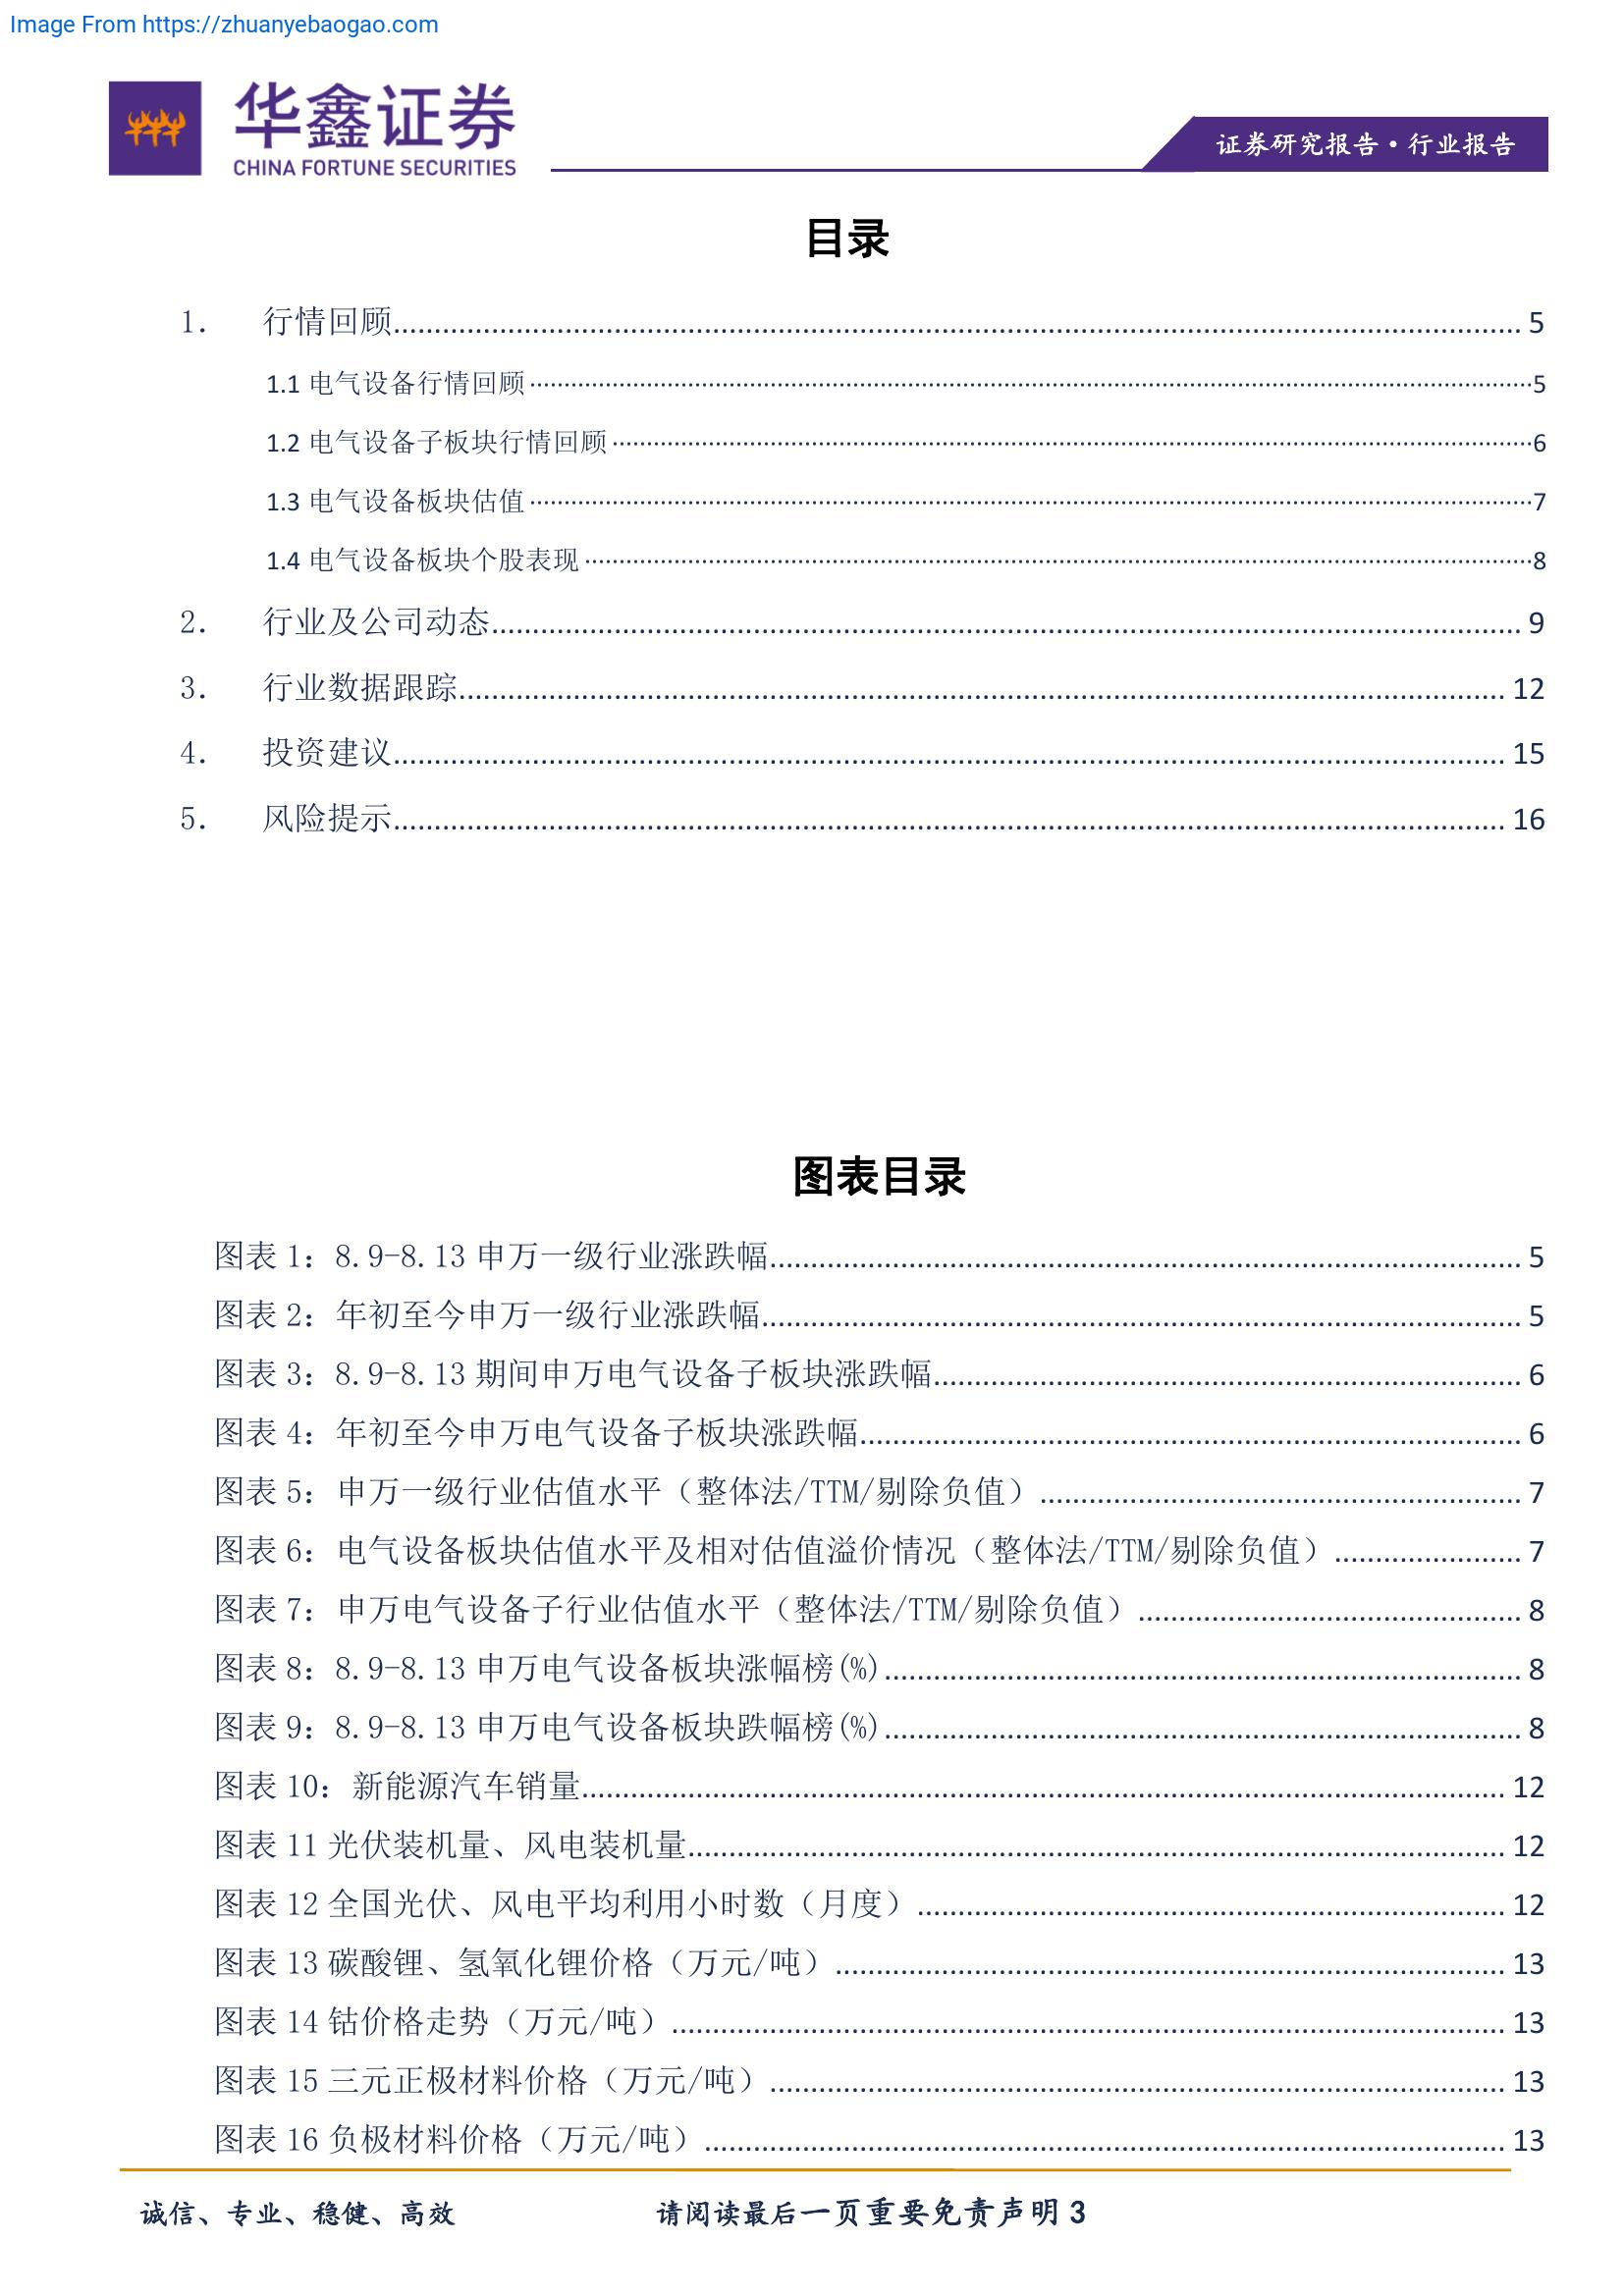 Image From https://zhuanyebaogao.com
华鑫证券
CHINA FORTUNE SECURITIES
证券研究报告·行业报告
目录
1. 行情回顾 5
1.1 电气设备行情回顾 5
1.2 电气设备子板块行情回顾 6
1.3 电气设备板块估值 7
1.4 电气设备板块个股表现 8
2. 行业及公司动态 9
3. 行业数据跟踪 12
4. 投资建议 15
5. 风险提示 16
图表目录
图表 1：8.9-8.13 申万一级行业涨跌幅 5
图表 2：年初至今申万一级行业涨跌幅 5
图表 3：8.9-8.13 期间申万电气设备子板块涨跌幅 6
图表 4：年初至今申万电气设备子板块涨跌幅 6
图表 5：申万一级行业估值水平（整体法/TTM/剔除负值） 7
图表 6：电气设备板块估值水平及相对估值溢价情况（整体法/TTM/剔除负值） 7
图表 7：申万电气设备子行业估值水平（整体法/TTM/剔除负值） 8
图表 8：8.9-8.13 申万电气设备板块涨幅榜(%) 8
图表 9：8.9-8.13 申万电气设备板块跌幅榜(%) 8
图表 10：新能源汽车销量 12
图表 11 光伏装机量、风电装机量 12
图表 12 全国光伏、风电平均利用小时数（月度） 12
图表 13 碳酸锂、氢氧化锂价格（万元/吨） 13
图表 14 钴价格走势（万元/吨） 13
图表 15 三元正极材料价格（万元/吨） 13
图表 16 负极材料价格（万元/吨） 13
诚信、专业、稳健、高效 请阅读最后一页重要免责声明 3